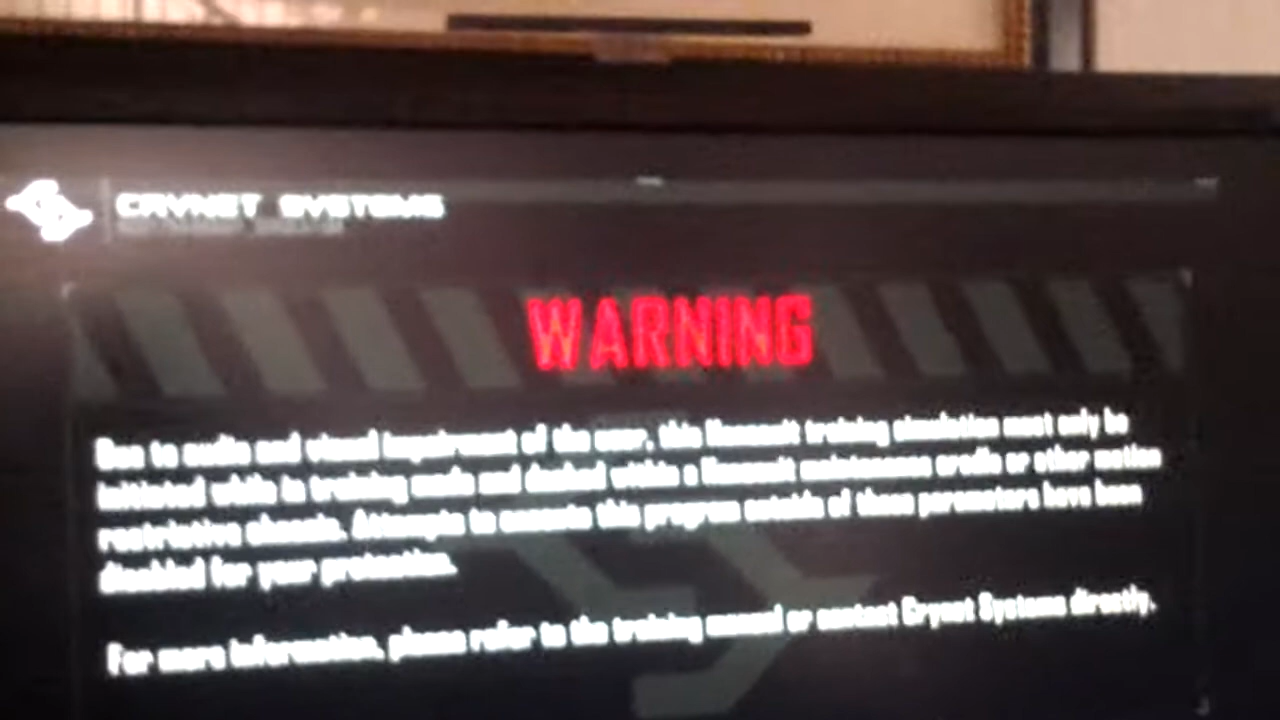 CRYNET SYSTEMS
WARNING
Due to audio and visual impairment of the user, this Nanosuit training simulation must only be
initiated while in training mode and docked within a Nanosuit maintenance cradle or other motion
restrictive chassis. Attempts to execute this program outside of these parameters have been
disabled for your protection.
For more information, please refer to the training manual or contact Crynet Systems directly.